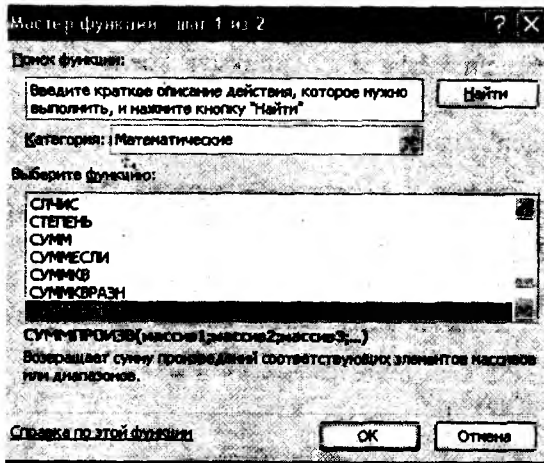 Мастер функций - шаг 1 из 2
Поиск функции:
Введите краткое описание действия, которое нужно
выполнить, и нажмите кнопку "Найти"
Найти
Категория: Математические
Выберите функцию:
СЛЧИС
СТЕПЕНЬ
СУММ
СУММЕСЛИ
СУММКВ
СУММКВРАЗН
СУММПРОИЗВ(массив1;массив2;массив3;...)
Возвращает сумму произведений соответствующих элементов массивов
или диапазонов.
Справка по этой функции
ОК
Отмена